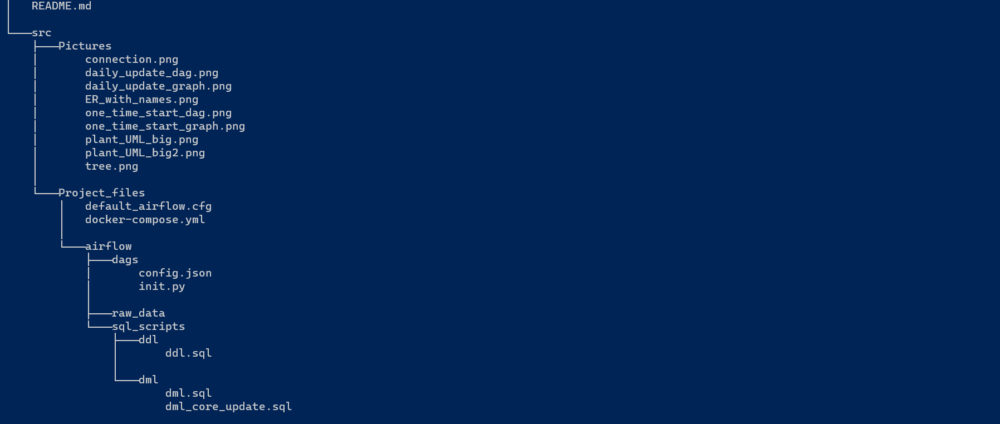 README.md
src
Pictures
connection.png
daily_update_dag.png
daily_update_graph.png
ER_with_names.png
one_time_start_dag.png
one_time_start_graph.png
plant_UML_big.png
plant_UML_big2.png
tree.png
Project_files
default_airflow.cfg
docker-compose.yml
airflow
dags
config.json
init.py
raw_data
sql_scripts
ddl
ddl.sql
dml
dml.sql
dml_core_update.sql